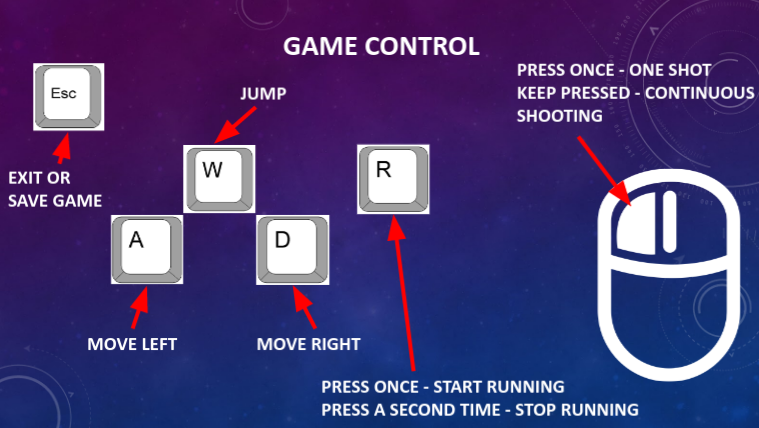 GAME CONTROL
PRESS ONCE - ONE SHOT
KEEP PRESSED - CONTINUOUS
SHOOTING
Esc
JUMP
EXIT OR
SAVE GAME
W
R
A
D
MOVE LEFT
MOVE RIGHT
PRESS ONCE - START RUNNING
PRESS A SECOND TIME - STOP RUNNING